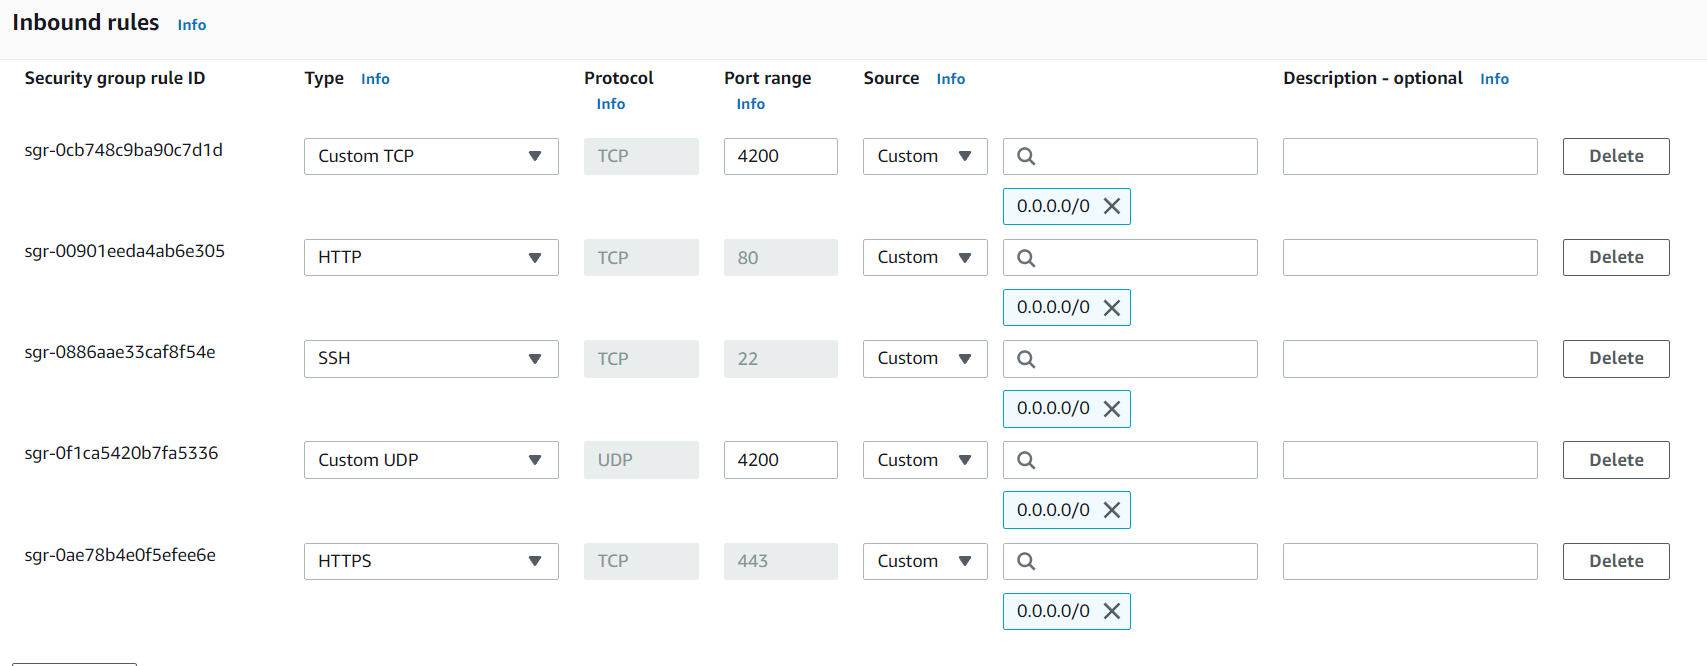 Inbound rules Info
Security group rule ID Type Info Protocol Info Port range Info Source Info Description - optional Info
sgr-0cb748c9ba90c7d1d Custom TCP TCP 4200 Custom Delete
0.0.0.0/0
sgr-00901eeda4ab6e305 HTTP TCP 80 Custom Delete
0.0.0.0/0
sgr-0886aae33caf8f54e SSH TCP 22 Custom Delete
0.0.0.0/0
sgr-0f1ca5420b7fa5336 Custom UDP UDP 4200 Custom Delete
0.0.0.0/0
sgr-0ae78b4e0f5efee6e HTTPS TCP 443 Custom Delete
0.0.0.0/0